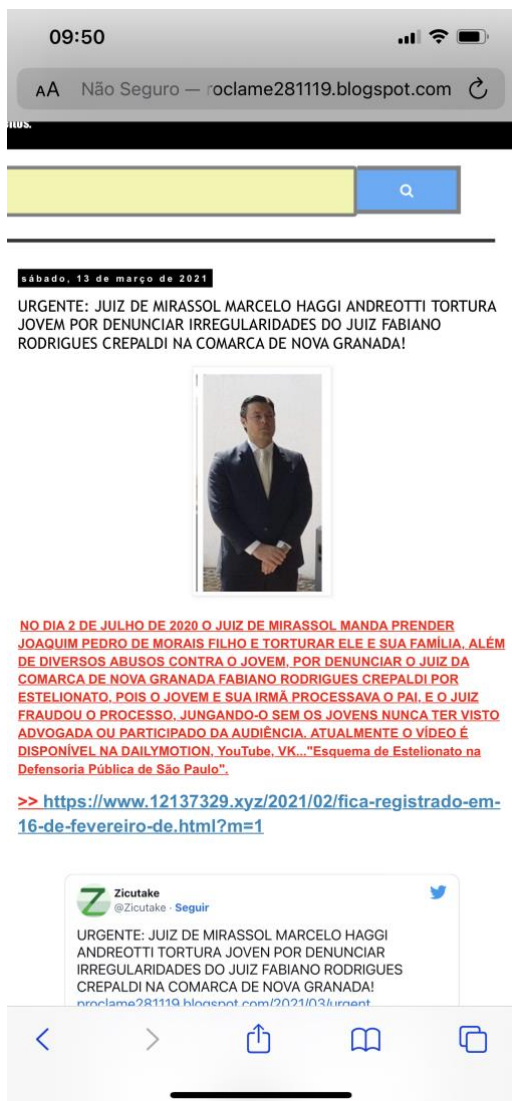 09:50
AA Não Seguro — roclame281119.blogspot.com
eitos.
sábado, 13 de março de 2021
URGENTE: JUIZ DE MIRASSOL MARCELO HAGGI ANDREOTTI TORTURA
JOVEM POR DENUNCIAR IRREGULARIDADES DO JUIZ FABIANO
RODRIGUES CREPALDI NA COMARCA DE NOVA GRANADA!
NO DIA 2 DE JULHO DE 2020 O JUIZ DE MIRASSOL MANDA PRENDER
JOAQUIM PEDRO DE MORAIS FILHO E TORTURAR ELE E SUA FAMÍLIA, ALÉM
DE DIVERSOS ABUSOS CONTRA O JOVEM, POR DENUNCIAR O JUIZ DA
COMARCA DE NOVA GRANADA FABIANO RODRIGUES CREPALDI POR
ESTELIONATO, POIS O JOVEM E SUA IRMÃ PROCESSAVA O PAI, E O JUIZ
FRAUDOU O PROCESSO, JUNGANDO-O SEM OS JOVENS NUNCA TER VISTO
ADVOGADA OU PARTICIPADO DA AUDIÊNCIA. ATUALMENTE O VÍDEO É
DISPONÍVEL NA DAILYMOTION, YouTube, VK..."Esquema de Estelionato na
Defensoria Pública de São Paulo".
>> https://www.12137329.xyz/2021/02/fica-registrado-em-
16-de-fevereiro-de.html?m=1
Zicutake
@Zicutake · Seguir
URGENTE: JUIZ DE MIRASSOL MARCELO HAGGI
ANDREOTTI TORTURA JOVEN POR DENUNCIAR
IRREGULARIDADES DO JUIZ FABIANO RODRIGUES
CREPALDI NA COMARCA DE NOVA GRANADA!
proclame281119.blogspot.com/2021/03/urgent